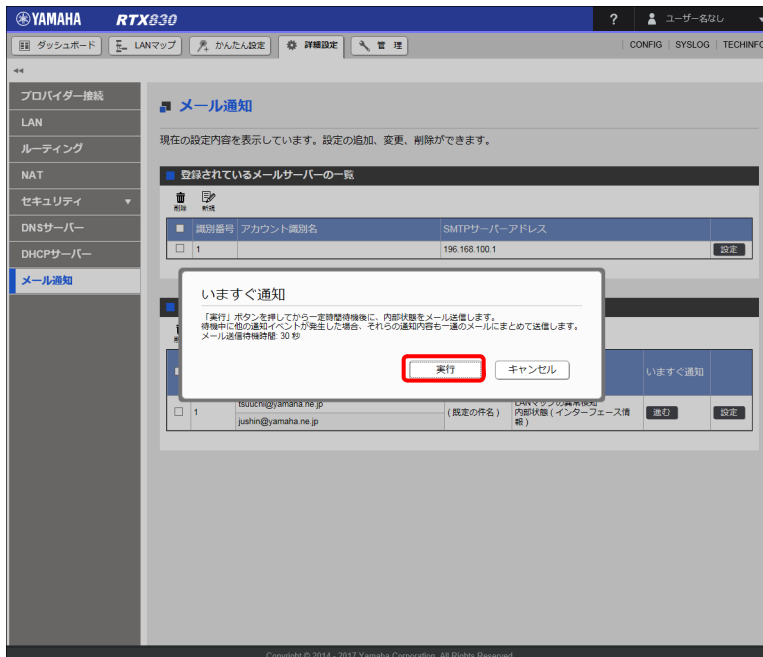 YAMAHA RTX830 ? ユーザー名なし
ダッシュボード LANマップ かんたん設定 詳細設定 管 理 CONFIG SYSLOG TECHINFO
プロバイダー接続
LAN
ルーティング
NAT
セキュリティ
DNSサーバー
DHCPサーバー
メール通知
メール通知
現在の設定内容を表示しています。設定の追加、変更、削除ができます。
登録されているメールサーバーの一覧
削除 新規
識別番号 アカウント識別名 SMTPサーバーアドレス
1 196.168.100.1 設定
いますぐ通知
「実行」ボタンを押してから一定時間待機後に、内部状態をメール送信します。
待機中に他の通知イベントが発生した場合、それらの通知内容も一通のメールにまとめて送信します。
メール送信待機時間: 30 秒
実行 キャンセル
いますぐ通知
1 tsuuchi@yamaha.ne.jp (既定の件名) LANマップの異常検知
内部状態 (インターフェース情報) 進む 設定
jushin@yamaha.ne.jp
Copyright © 2014 - 2017 Yamaha Corporation. All Rights Reserved.